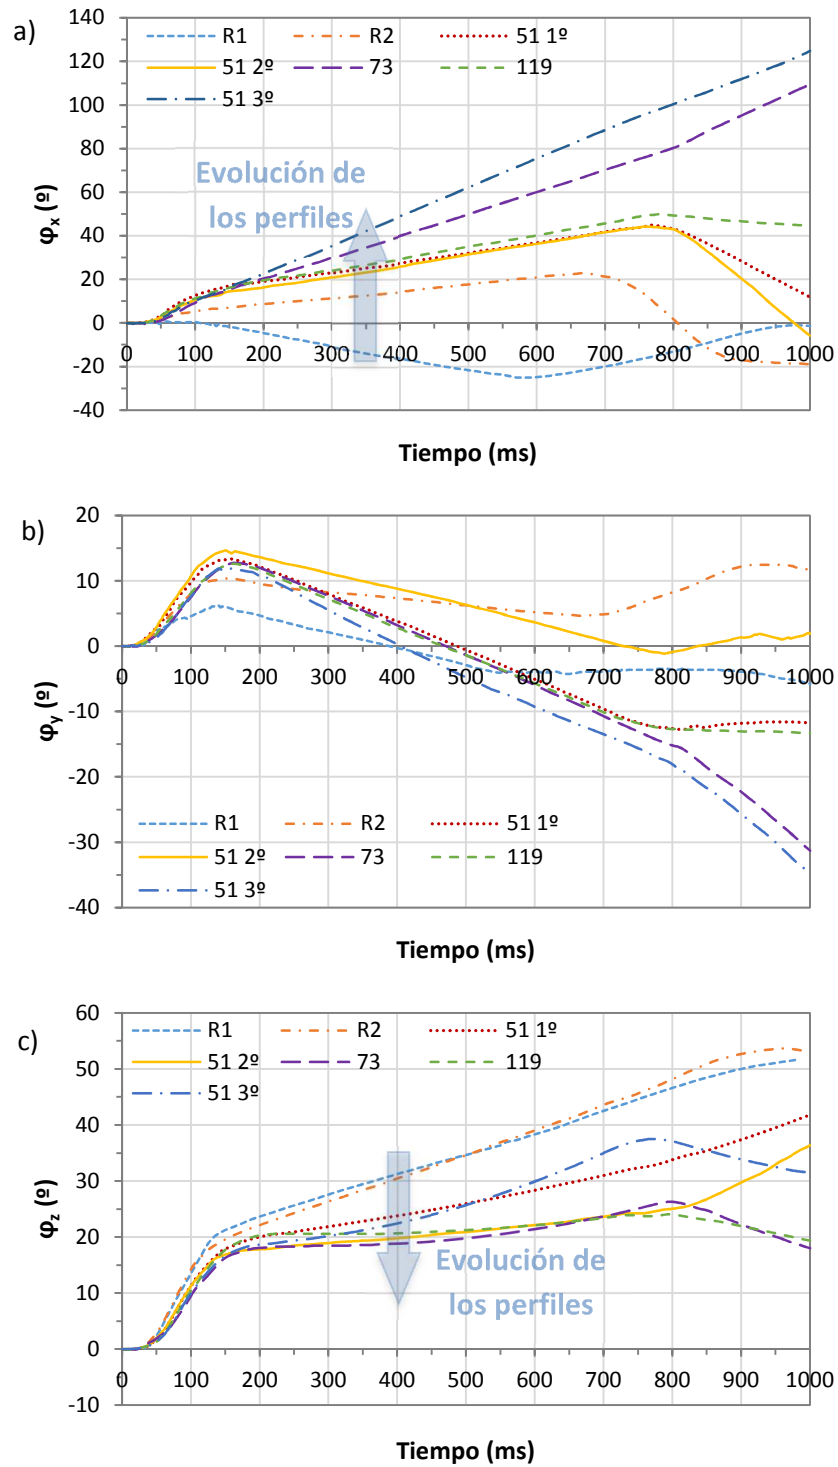 a)
140
120
100
80
60
40
20
0
-20
-40
φx (º)
R1 R2 51 1º
51 2º 73 119
51 3º
Evolución de
los perfiles
0 100 200 300 400 500 600 700 800 900 1000
Tiempo (ms)
b)
20
10
0
-10
-20
-30
-40
φy (º)
0 100 200 300 400 500 600 700 800 900 1000
R1 R2 51 1º
51 2º 73 119
51 3º
Tiempo (ms)
c)
60
50
40
30
20
10
0
-10
φz (º)
R1 R2 51 1º
51 2º 73 119
51 3º
Evolución de
los perfiles
0 100 200 300 400 500 600 700 800 900 1000
Tiempo (ms)